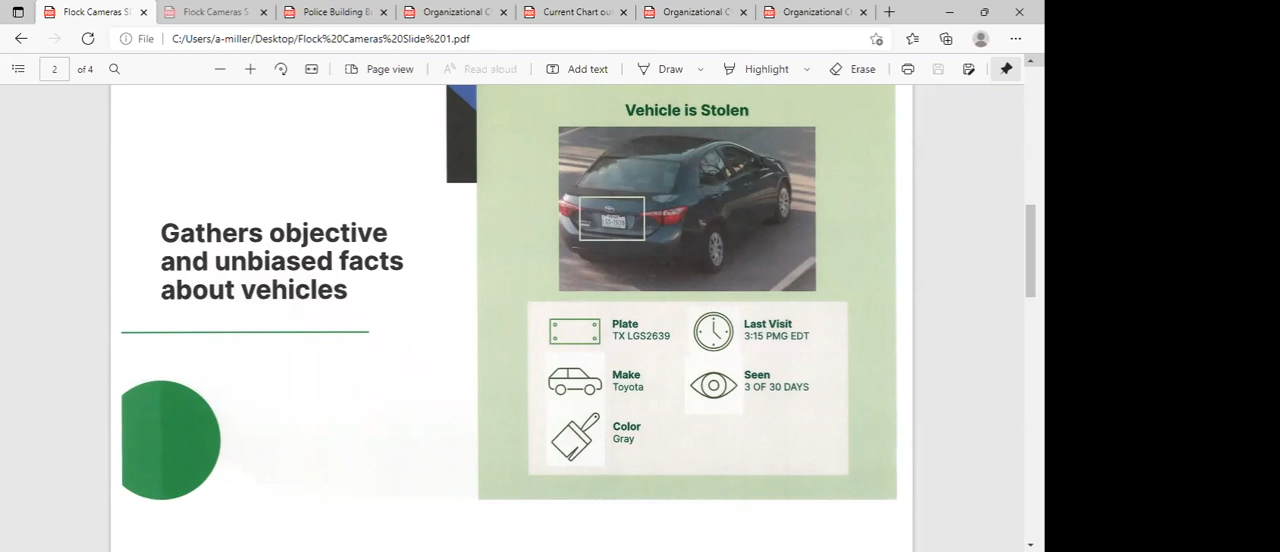 Flock Cameras Sl
Flock Cameras S
Police Building B
Organizational C
Current Chart ou
Organizational C
Organizational C
File
C:/Users/a-miller/Desktop/Flock%20Cameras%20Slide%201.pdf
2 of 4
Page view
Read aloud
Add text
Draw
Highlight
Erase
Vehicle is Stolen
Gathers objective
and unbiased facts
about vehicles
Plate
TX LGS2639
Last Visit
3:15 PMG EDT
Make
Toyota
Seen
3 OF 30 DAYS
Color
Gray